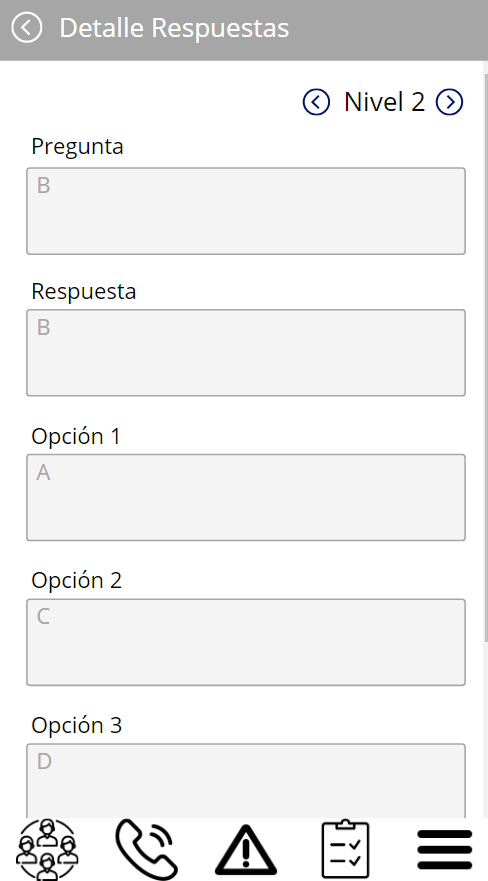 Detalle Respuestas
Nivel 2
Pregunta
B
Respuesta
B
Opción 1
A
Opción 2
C
Opción 3
D